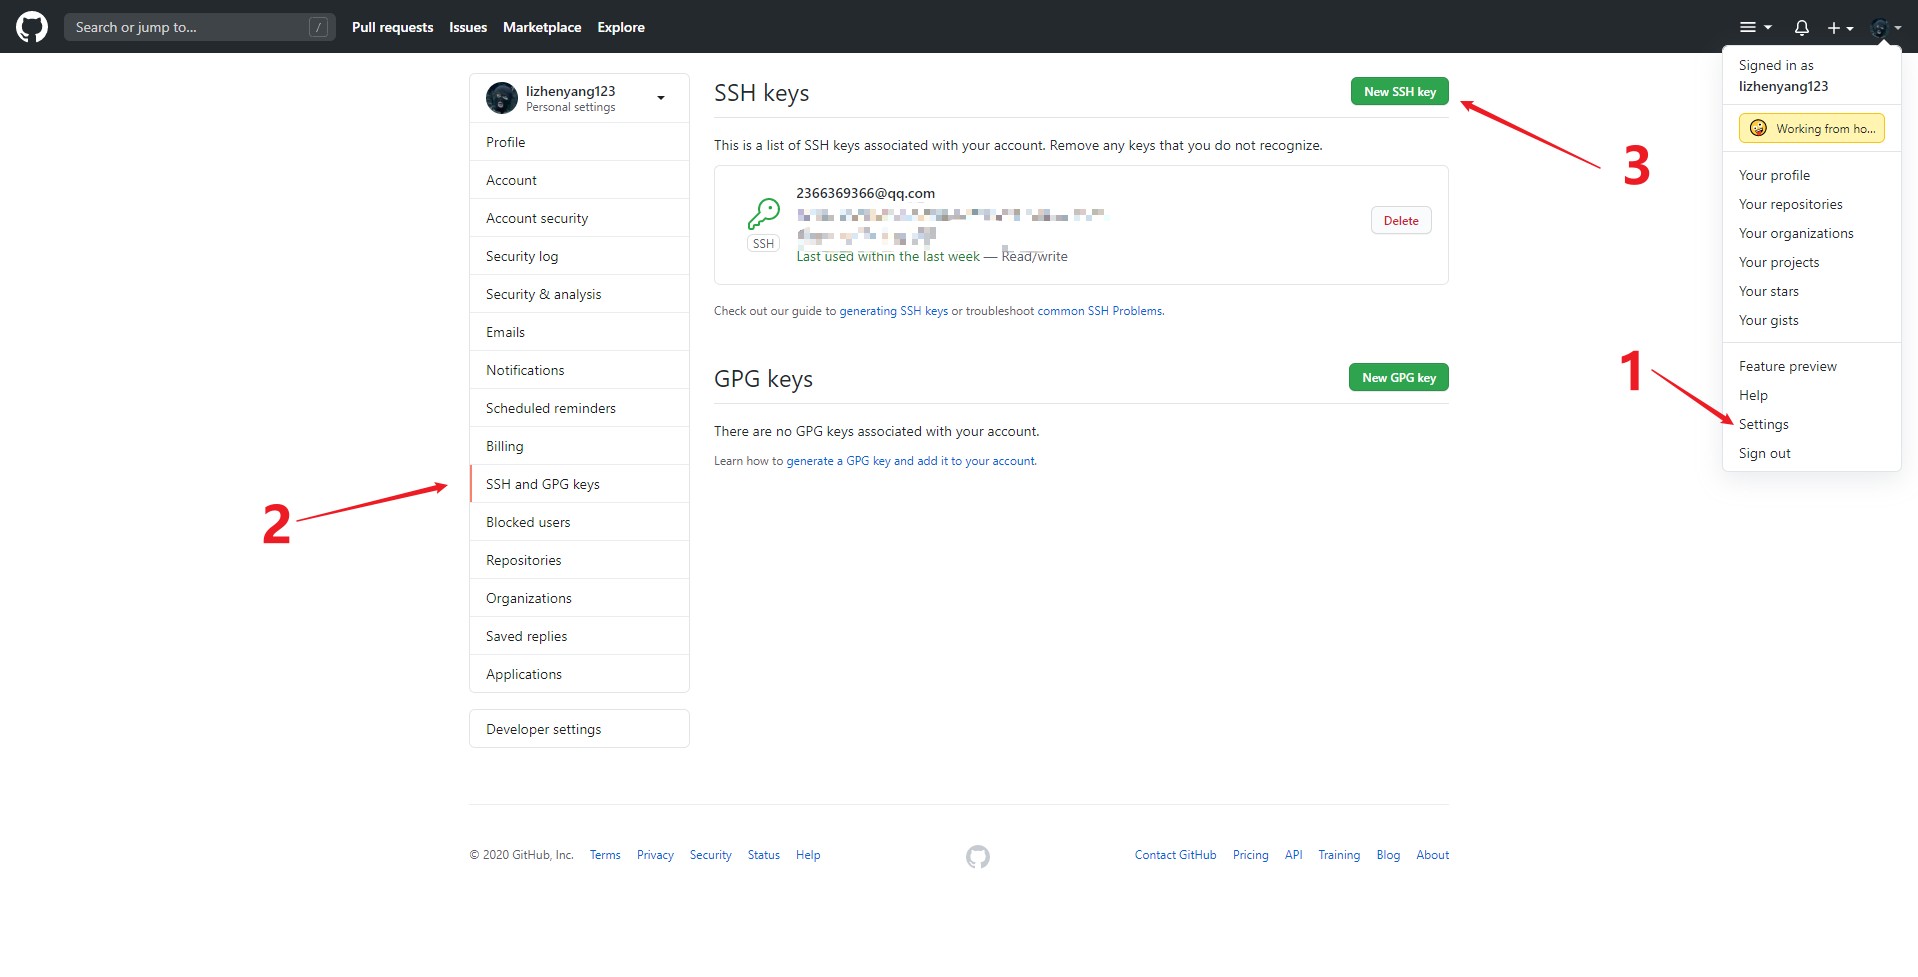 Search or jump to... / Pull requests Issues Marketplace Explore
Signed in as
lizhenyang123
Working from ho...
Your profile
Your repositories
Your organizations
Your projects
Your stars
Your gists
Feature preview
Help
Settings
Sign out
lizhenyang123
Personal settings
Profile
Account
Account security
Security log
Security & analysis
Emails
Notifications
Scheduled reminders
Billing
SSH and GPG keys
Blocked users
Repositories
Organizations
Saved replies
Applications
Developer settings
SSH keys
New SSH key
This is a list of SSH keys associated with your account. Remove any keys that you do not recognize.
2366369366@qq.com
SSH
Last used within the last week — Read/write
Delete
Check out our guide to generating SSH keys or troubleshoot common SSH Problems.
GPG keys
New GPG key
There are no GPG keys associated with your account.
Learn how to generate a GPG key and add it to your account.
1
2
3
© 2020 GitHub, Inc. Terms Privacy Security Status Help
Contact GitHub Pricing API Training Blog About